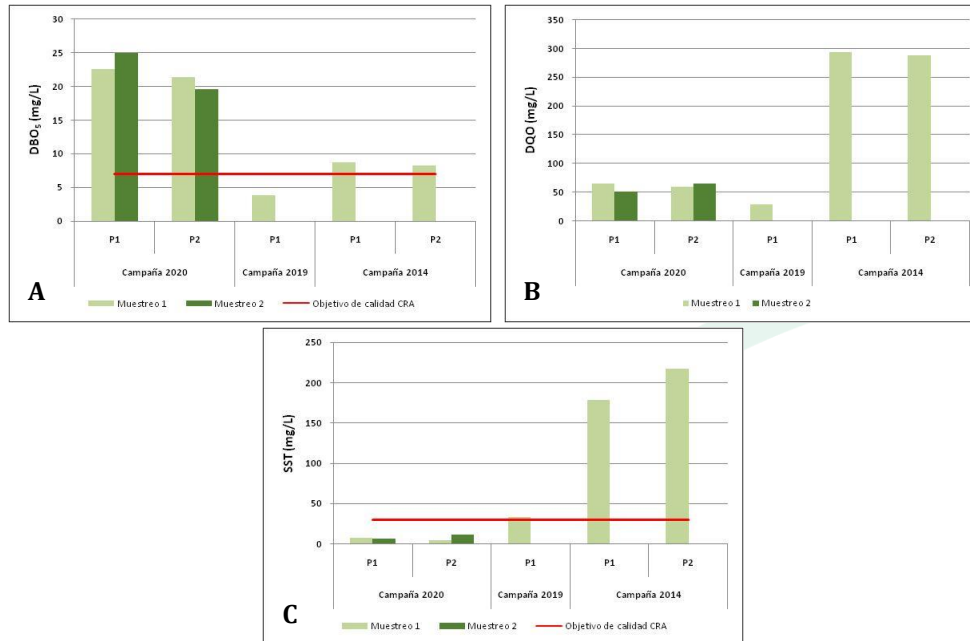 30
25
20
15
10
5
0
DBO₅ (mg/L)
P1 P2 P1 P1 P2
Campaña 2020 Campaña 2019 Campaña 2014
A
Muestreo 1 Muestreo 2 Objetivo de calidad CRA
350
300
250
200
150
100
50
0
DQO (mg/L)
P1 P2 P1 P1 P2
Campaña 2020 Campaña 2019 Campaña 2014
B
Muestreo 1 Muestreo 2
250
200
150
100
50
0
SST (mg/L)
P1 P2 P1 P1 P2
Campaña 2020 Campaña 2019 Campaña 2014
C
Muestreo 1 Muestreo 2 Objetivo de calidad CRA